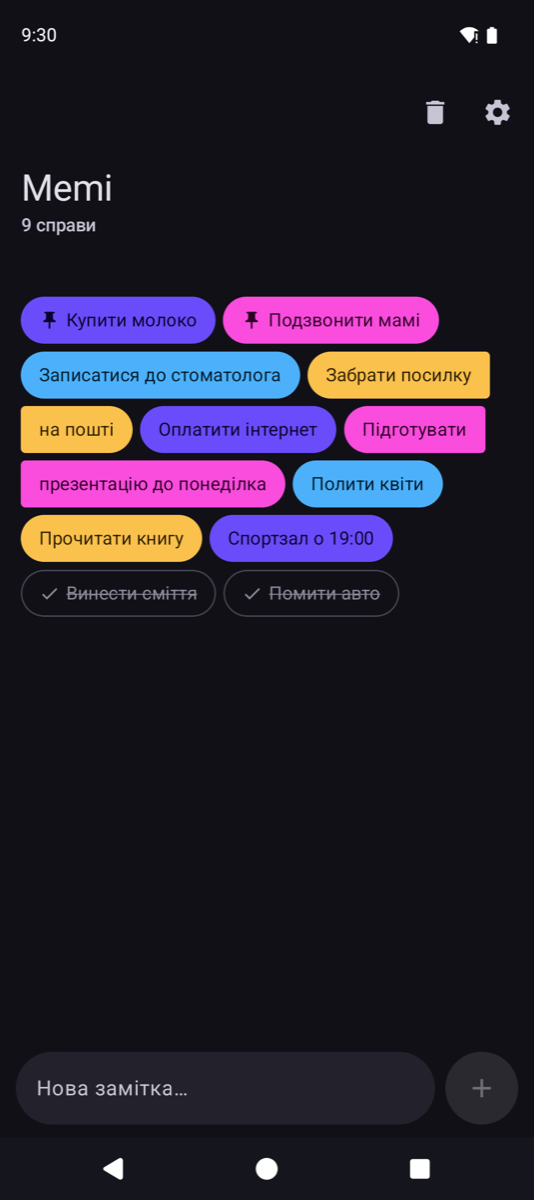 9:30
Memi
9 справи
Купити молоко Подзвонити мамі
Записатися до стоматолога Забрати посилку
на пошті Оплатити інтернет Підготувати
презентацію до понеділка Полити квіти
Прочитати книгу Спортзал о 19:00
Винести сміття Помити авто
Нова замітка…